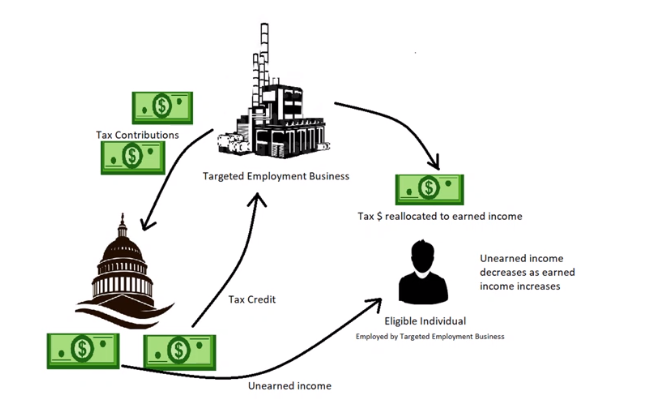 Tax Contributions
Targeted Employment Business
Tax $ reallocated to earned income
Unearned income
decreases as earned
income increases
Tax Credit
Eligible Individual
Employed by Targeted Employment Business
Unearned income
$
$
$
$
$